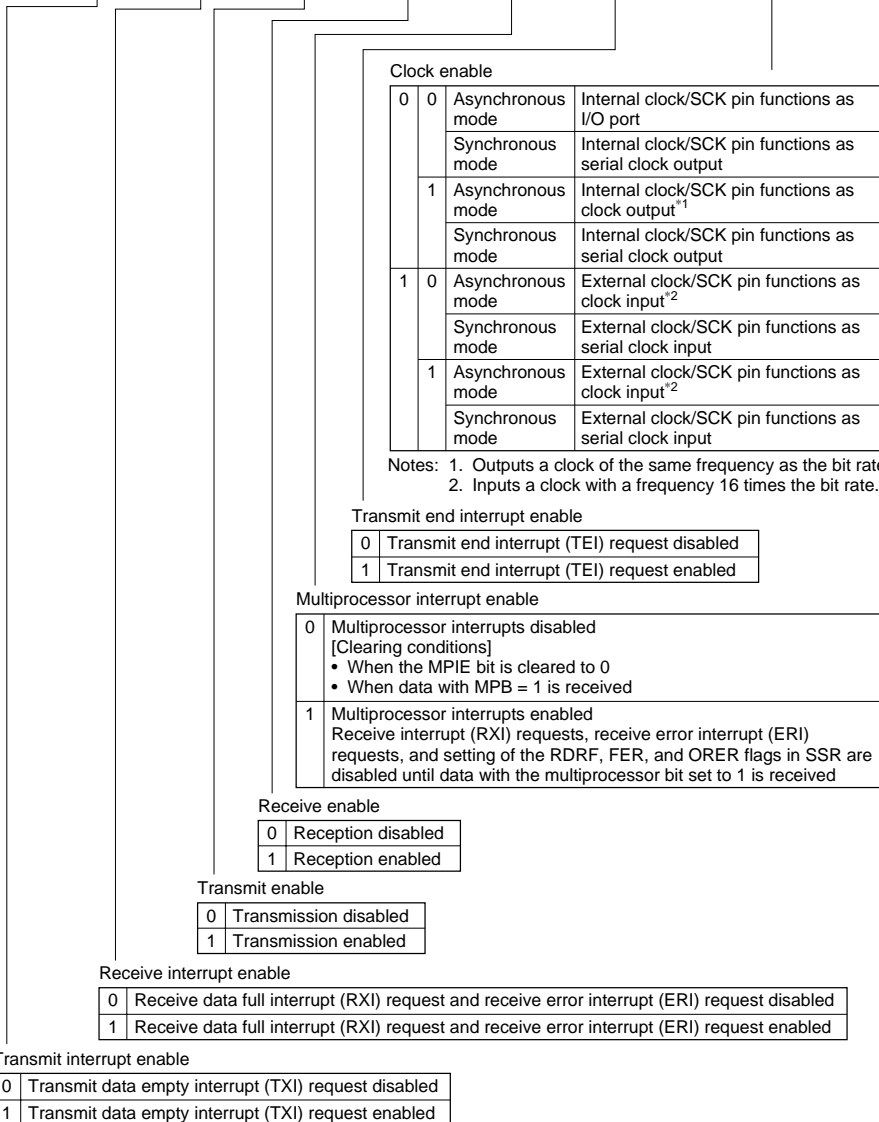 Clock enable
0 0 Asynchronous mode Internal clock/SCK pin functions as I/O port
Synchronous mode Internal clock/SCK pin functions as serial clock output
1 Asynchronous mode Internal clock/SCK pin functions as clock output*1
Synchronous mode Internal clock/SCK pin functions as serial clock output
1 0 Asynchronous mode External clock/SCK pin functions as clock input*2
Synchronous mode External clock/SCK pin functions as serial clock input
1 Asynchronous mode External clock/SCK pin functions as clock input*2
Synchronous mode External clock/SCK pin functions as serial clock input
Notes: 1. Outputs a clock of the same frequency as the bit rate
2. Inputs a clock with a frequency 16 times the bit rate.
Transmit end interrupt enable
0 Transmit end interrupt (TEI) request disabled
1 Transmit end interrupt (TEI) request enabled
Multiprocessor interrupt enable
0 Multiprocessor interrupts disabled
[Clearing conditions]
• When the MPIE bit is cleared to 0
• When data with MPB = 1 is received
1 Multiprocessor interrupts enabled
Receive interrupt (RXI) requests, receive error interrupt (ERI)
requests, and setting of the RDRF, FER, and ORER flags in SSR are
disabled until data with the multiprocessor bit set to 1 is received
Receive enable
0 Reception disabled
1 Reception enabled
Transmit enable
0 Transmission disabled
1 Transmission enabled
Receive interrupt enable
0 Receive data full interrupt (RXI) request and receive error interrupt (ERI) request disabled
1 Receive data full interrupt (RXI) request and receive error interrupt (ERI) request enabled
Transmit interrupt enable
0 Transmit data empty interrupt (TXI) request disabled
1 Transmit data empty interrupt (TXI) request enabled